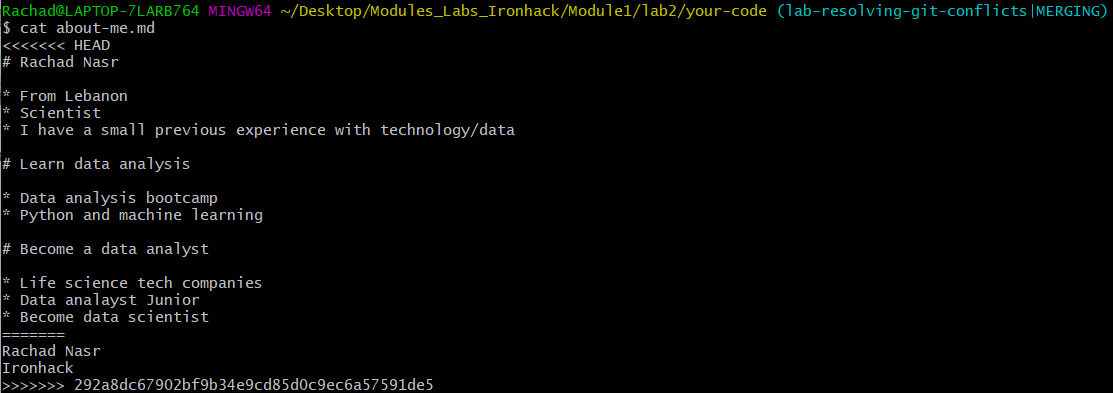 Rachad@LAPTOP-7LARB764 MINGW64 ~/Desktop/Modules_Labs_Ironhack/Module1/lab2/your-code (lab-resolving-git-conflicts|MERGING)
$ cat about-me.md
<<<<<<< HEAD
# Rachad Nasr

* From Lebanon
* Scientist
* I have a small previous experience with technology/data

# Learn data analysis

* Data analysis bootcamp
* Python and machine learning

# Become a data analyst

* Life science tech companies
* Data analayst Junior
* Become data scientist
=======
Rachad Nasr
Ironhack
>>>>>>> 292a8dc67902bf9b34e9cd85d0c9ec6a57591de5